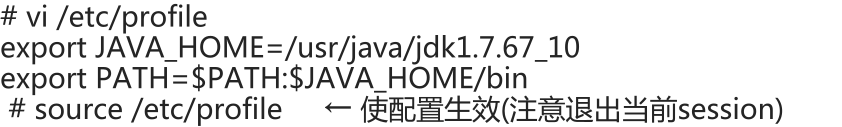 # vi /etc/profile
export JAVA_HOME=/usr/java/jdk1.7.67_10
export PATH=$PATH:$JAVA_HOME/bin
# source /etc/profile ← 使配置生效(注意退出当前session)